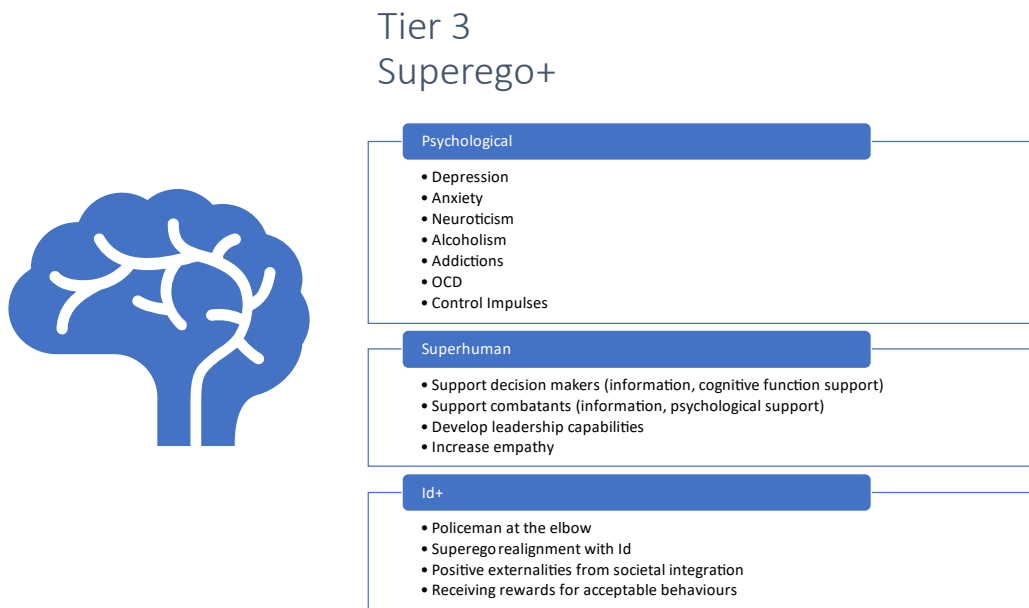 Tier 3
Superego+
Psychological
• Depression
• Anxiety
• Neuroticism
• Alcoholism
• Addictions
• OCD
• Control Impulses
Superhuman
• Support decision makers (information, cognitive function support)
• Support combatants (information, psychological support)
• Develop leadership capabilities
• Increase empathy
Id+
• Policeman at the elbow
• Superego realignment with Id
• Positive externalities from societal integration
• Receiving rewards for acceptable behaviours